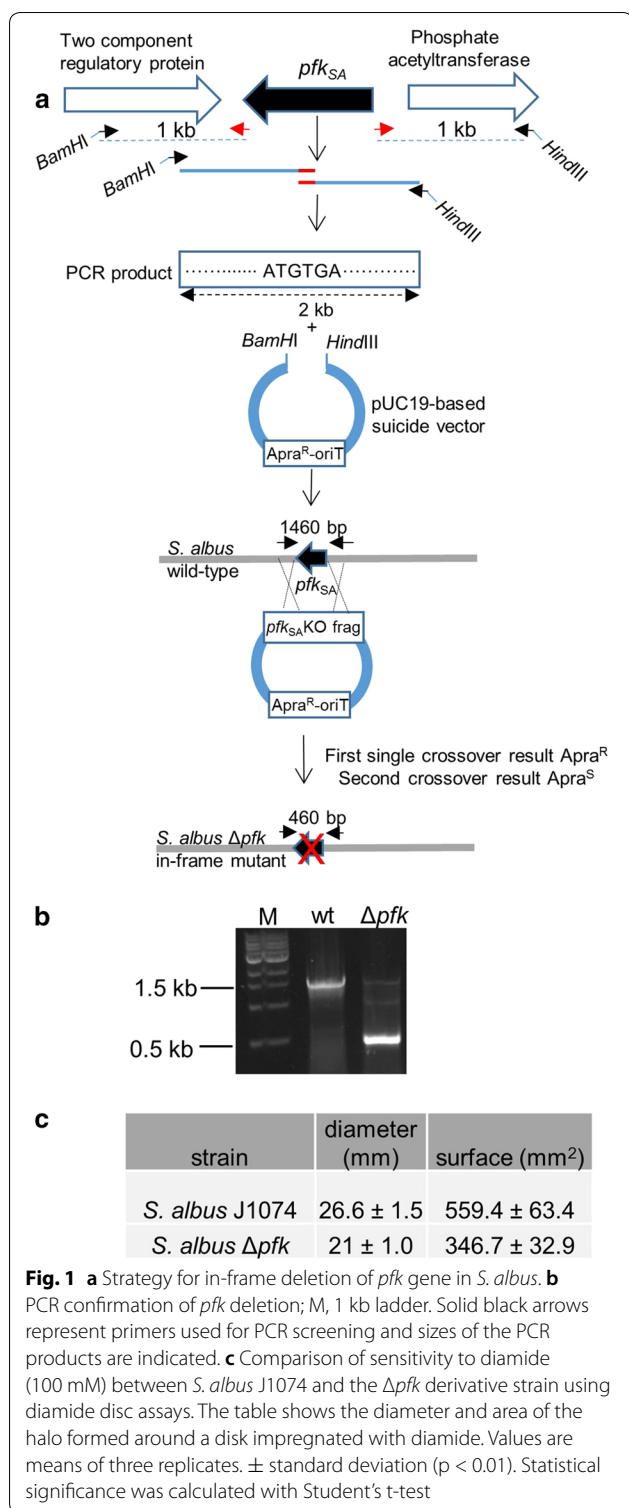 Two component
regulatory protein
pfkSA
Phosphate
acetyltransferase
a
BamHI
1 kb
1 kb
HindIII
BamHI
HindIII
PCR product
............. ATGTGA............
2 kb
+
BamHI HindIII
pUC19-based
suicide vector
ApraR-oriT
1460 bp
S. albus
wild-type
pfkSA
pfkSAKO frag
ApraR-oriT
First single crossover result ApraR
Second crossover result ApraS
460 bp
S. albus Δpfk
in-frame mutant
X
b
M wt Δpfk
1.5 kb
0.5 kb
c
strain diameter (mm) surface (mm2)
S. albus J1074 26.6 ± 1.5 559.4 ± 63.4
S. albus Δpfk 21 ± 1.0 346.7 ± 32.9
Fig. 1 a Strategy for in-frame deletion of pfk gene in S. albus. b
PCR confirmation of pfk deletion; M, 1 kb ladder. Solid black arrows
represent primers used for PCR screening and sizes of the PCR
products are indicated. c Comparison of sensitivity to diamide
(100 mM) between S. albus J1074 and the Δpfk derivative strain using
diamide disc assays. The table shows the diameter and area of the
halo formed around a disk impregnated with diamide. Values are
means of three replicates. ± standard deviation (p < 0.01). Statistical
significance was calculated with Student's t-test